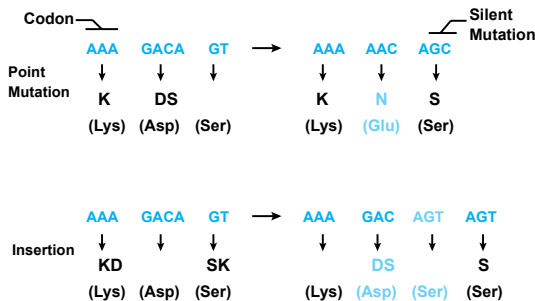 Codon
Silent
Mutation
AAA GACA GT AAA AAC AGC
Point
Mutation
K DS K N S
(Lys) (Asp) (Ser) (Lys) (Glu) (Ser)
AAA GACA GT AAA GAC AGT AGT
Insertion
KD SK DS S
(Lys) (Asp) (Ser) (Lys) (Asp) (Ser) (Ser)